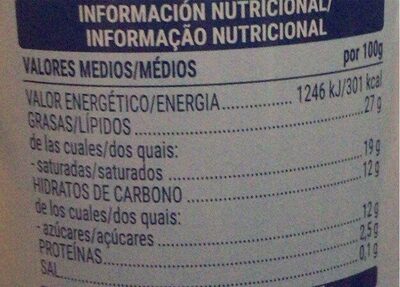 INFORMACIÓN NUTRICIONAL/
INFORMAÇÃO NUTRICIONAL
VALORES MEDIOS/MÉDIOS por 100g
VALOR ENERGÉTICO/ENERGIA 1246 kJ/301 kcal
GRASAS/LÍPIDOS 27 g
de las cuales/dos quais:
- saturadas/saturados 19 g
HIDRATOS DE CARBONO 12 g
de los cuales/dos quais:
- azúcares/açúcares 12 g
PROTEÍNAS 2,5g
SAL 0,1g